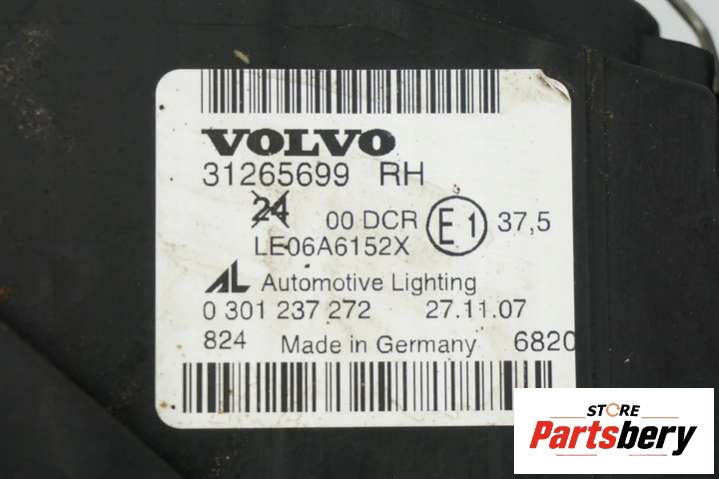 VOLVO
31265699 RH
24 00 DCR E1 37,5
LE06A6152X
AL Automotive Lighting
0 301 237 272 27.11.07
824 Made in Germany 6820
STORE
Partsbery